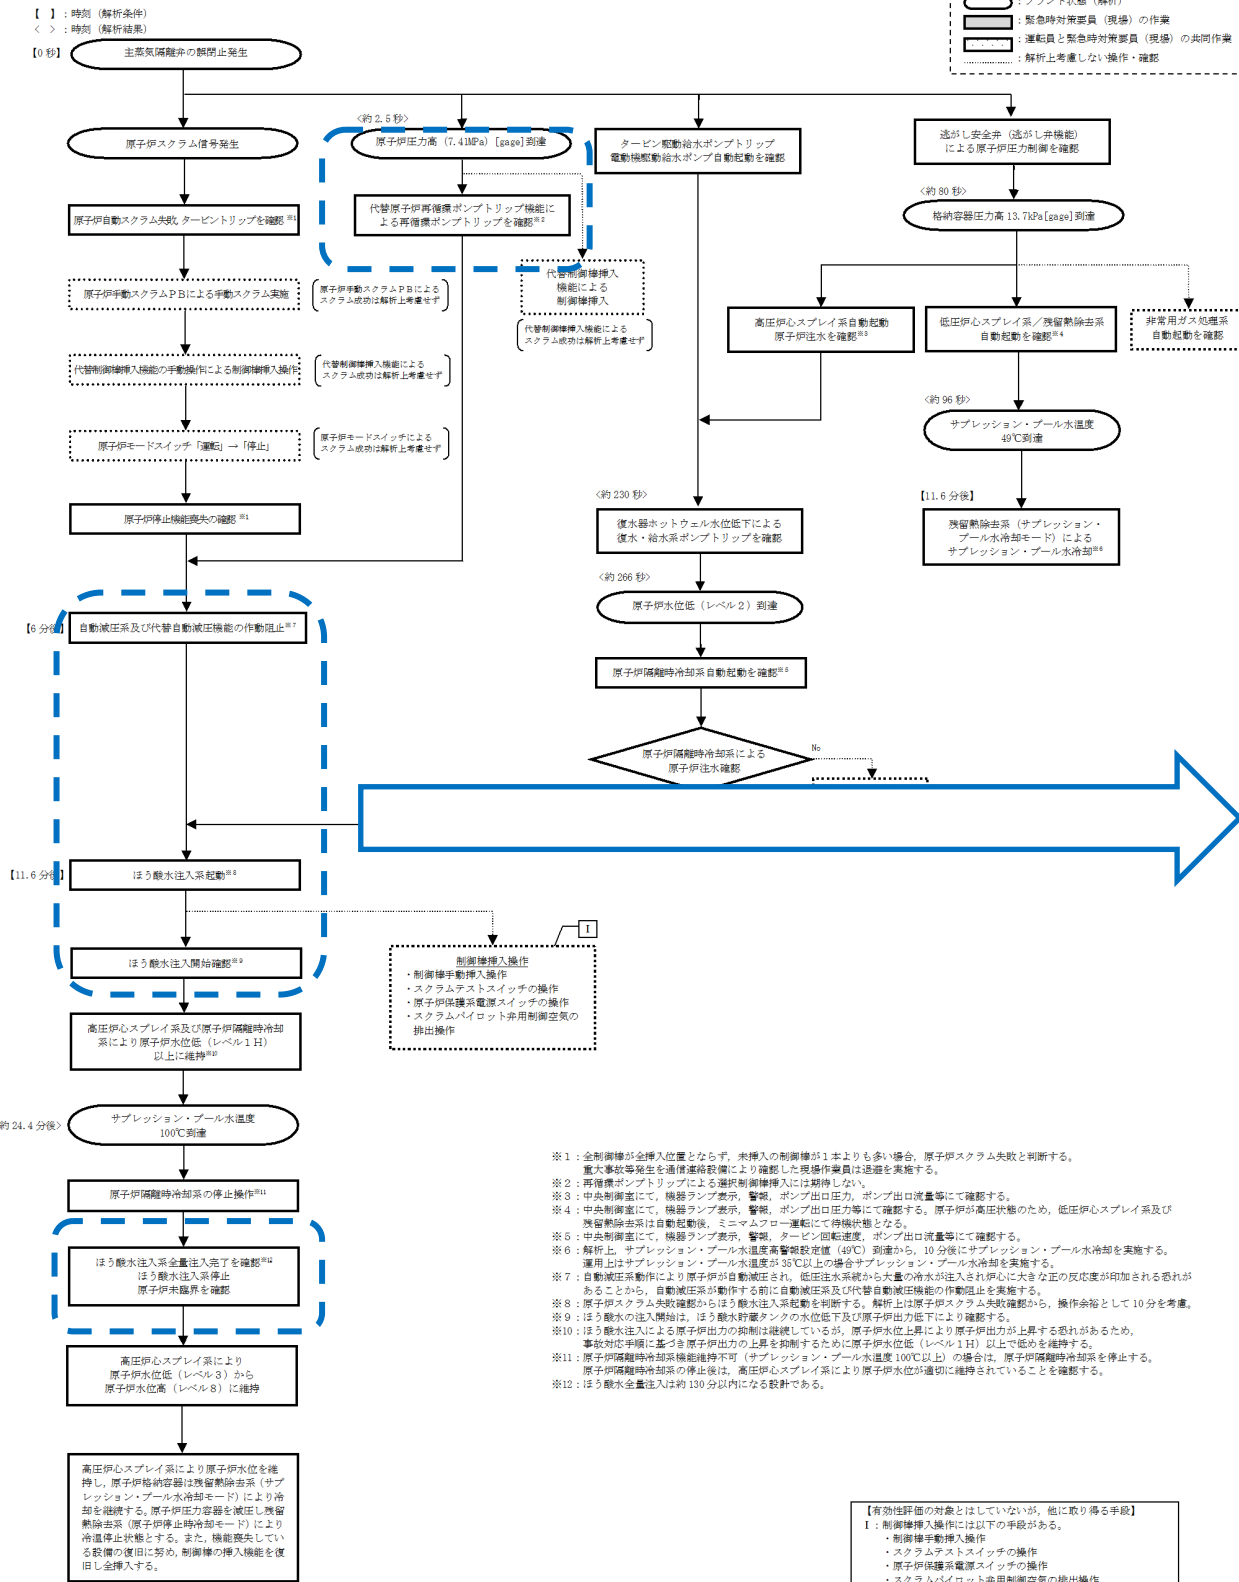 【　】：時刻（解析条件）
＜　＞：時刻（解析結果）
：プラント状態（解析）
：緊急時対策要員（現場）の作業
：運転員と緊急時対策要員（現場）の共同作業
：解析上考慮しない操作・確認
【0秒】
主蒸気隔離弁の誤閉止発生
原子炉スクラム信号発生
原子炉自動スクラム失敗，タービントリップを確認※1
原子炉手動スクラムＰＢによる手動スクラム実施
原子炉手動スクラムＰＢによる
スクラム成功は解析上考慮せず
代替制御棒挿入機能の手動操作による制御棒挿入操作
代替制御棒挿入機能による
スクラム成功は解析上考慮せず
原子炉モードスイッチ「運転」→「停止」
原子炉モードスイッチによる
スクラム成功は解析上考慮せず
原子炉停止機能喪失の確認※1
<約2.5秒>
原子炉圧力高（7.41MPa）[gage]到達
代替原子炉再循環ポンプトリップ機能に
よる再循環ポンプトリップを確認※2
代替制御棒挿入
機能による
制御棒挿入
代替制御棒挿入機能による
スクラム成功は解析上考慮せず
タービン駆動給水ポンプトリップ
電動機駆動給水ポンプ自動起動を確認
逃がし安全弁（逃がし弁機能）
による原子炉圧力制御を確認
<約80秒>
格納容器圧力高 13.7kPa[gage]到達
高圧炉心スプレイ系自動起動
原子炉注水を確認※3
低圧炉心スプレイ系／残留熱除去系
自動起動を確認※4
非常用ガス処理系
自動起動を確認
<約96秒>
サプレッション・プール水温度
49℃到達
【11.6分後】
残留熱除去系（サプレッション・
プール水冷却モード）による
サプレッション・プール水冷却※6
<約230秒>
復水器ホットウェル水位低下による
復水・給水系ポンプトリップを確認
<約266秒>
原子炉水位低（レベル２）到達
原子炉隔離時冷却系自動起動を確認※5
原子炉隔離時冷却系による
原子炉注水確認
No
【6分後】
自動減圧系及び代替自動減圧機能の作動阻止※7
【11.6分後】
ほう酸水注入系起動※8
ほう酸水注入開始確認※9
Ⅰ
制御棒挿入操作
・制御棒手動挿入操作
・スクラムテストスイッチの操作
・原子炉保護系電源スイッチの操作
・スクラムパイロット弁用制御空気の
排出操作
高圧炉心スプレイ系及び原子炉隔離時冷却
系により原子炉水位低（レベル１Ｈ）
以上に維持※10
約24.4分後>
サプレッション・プール水温度
100℃到達
原子炉隔離時冷却系の停止操作※11
ほう酸水注入系全量注入完了を確認※12
ほう酸水注入系停止
原子炉未臨界を確認
高圧炉心スプレイ系により
原子炉水位低（レベル３）から
原子炉水位高（レベル８）に維持
高圧炉心スプレイ系により原子炉水位を維
持し，原子炉格納容器は残留熱除去系（サプ
レッション・プール水冷却モード）により冷
却を継続する。原子炉圧力容器を減圧し残留
熱除去系（原子炉停止時冷却モード）により
冷温停止状態とする。また，機能喪失してい
る設備の復旧に努め，制御棒の挿入機能を復
旧し全挿入する。
※1：全制御棒が全挿入位置とならず，未挿入の制御棒が１本よりも多い場合，原子炉スクラム失敗と判断する。
重大事故等発生を通信連絡設備により確認した現場作業員は退避を実施する。
※2：再循環ポンプトリップによる選択制御棒挿入には期待しない。
※3：中央制御室にて，機器ランプ表示，警報，ポンプ出口圧力，ポンプ出口流量等にて確認する。
※4：中央制御室にて，機器ランプ表示，警報，ポンプ出口圧力等にて確認する。原子炉が高圧状態のため，低圧炉心スプレイ系及び
残留熱除去系は自動起動後，ミニマムフロー運転にて待機状態となる。
※5：中央制御室にて，機器ランプ表示，警報，タービン回転速度，ポンプ出口流量等にて確認する。
※6：解析上，サプレッション・プール水温度高警報設定値（49℃）到達から，10分後にサプレッション・プール水冷却を実施する。
運用上はサプレッション・プール水温度が35℃以上の場合サプレッション・プール水冷却を実施する。
※7：自動減圧系動作により原子炉が自動減圧され，低圧注水系統から大量の冷水が注入され炉心に大きな正の反応度が印加される恐れが
あることから，自動減圧系が動作する前に自動減圧系及び代替自動減圧機能の作動阻止を実施する。
※8：原子炉スクラム失敗確認からほう酸水注入系起動を判断する。解析上は原子炉スクラム失敗確認から，操作余裕として10分を考慮。
※9：ほう酸水の注入開始は，ほう酸水貯蔵タンクの水位低下及び原子炉出力低下により確認する。
※10：ほう酸水注入による原子炉出力の抑制は継続しているが，原子炉水位上昇により原子炉出力が上昇する恐れがあるため，
事故対応手順に基づき原子炉出力の上昇を抑制するために原子炉水位低（レベル１Ｈ）以上で低めを維持する。
※11：原子炉隔離時冷却系機能維持不可（サプレッション・プール水温度100℃以上）の場合は，原子炉隔離時冷却系を停止する。
原子炉隔離時冷却系の停止後は，高圧炉心スプレイ系により原子炉水位が適切に維持されていることを確認する。
※12：ほう酸水全量注入は約130分以内になる設計である。
【有効性評価の対象とはしていないが，他に取り得る手段】
Ⅰ：制御棒挿入操作には以下の手段がある。
・制御棒手動挿入操作
・スクラムテストスイッチの操作
・原子炉保護系電源スイッチの操作
・スクラムパイロット弁用制御空気の排出操作